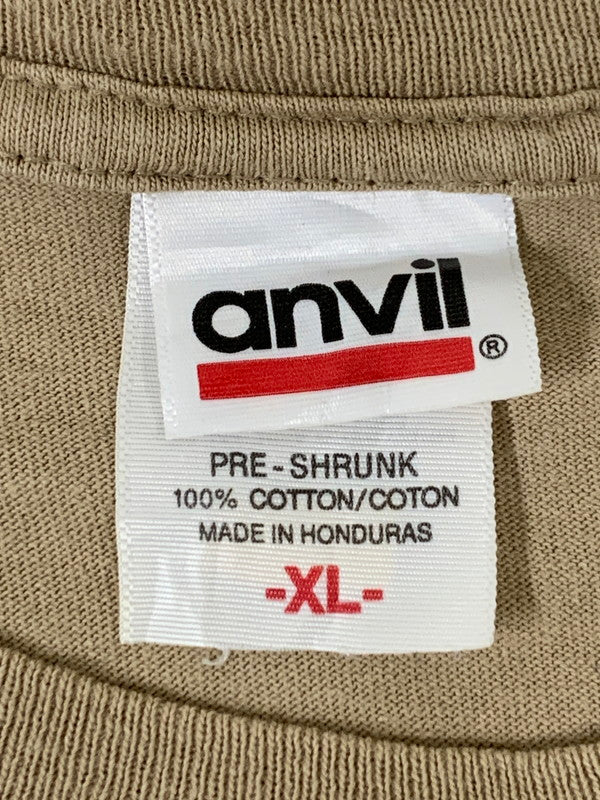 anvil®
PRE-SHRUNK
100% COTTON/COTON
MADE IN HONDURAS
-XL-